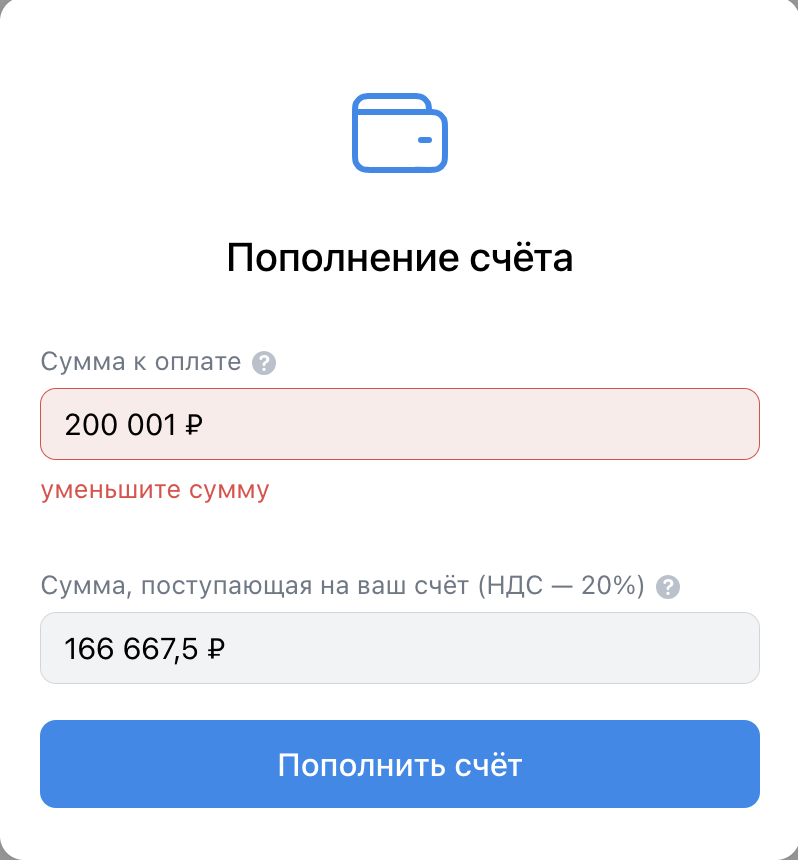 Пополнение счёта
Сумма к оплате ?
200 001 ₽
уменьшите сумму
Сумма, поступающая на ваш счёт (НДС — 20%) ?
166 667,5 ₽
Пополнить счёт